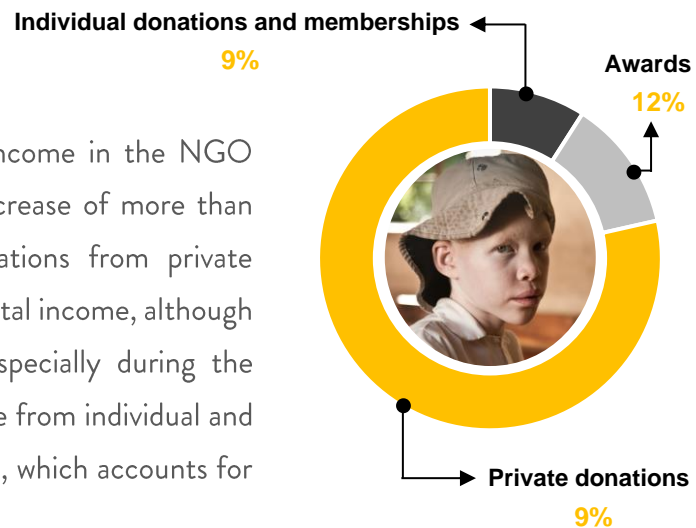 Individual donations and memberships
9%
Awards
12%
income in the NGO
crease of more than
ations from private
tal income, although
specially during the
e from individual and
, which accounts for
Private donations
9%